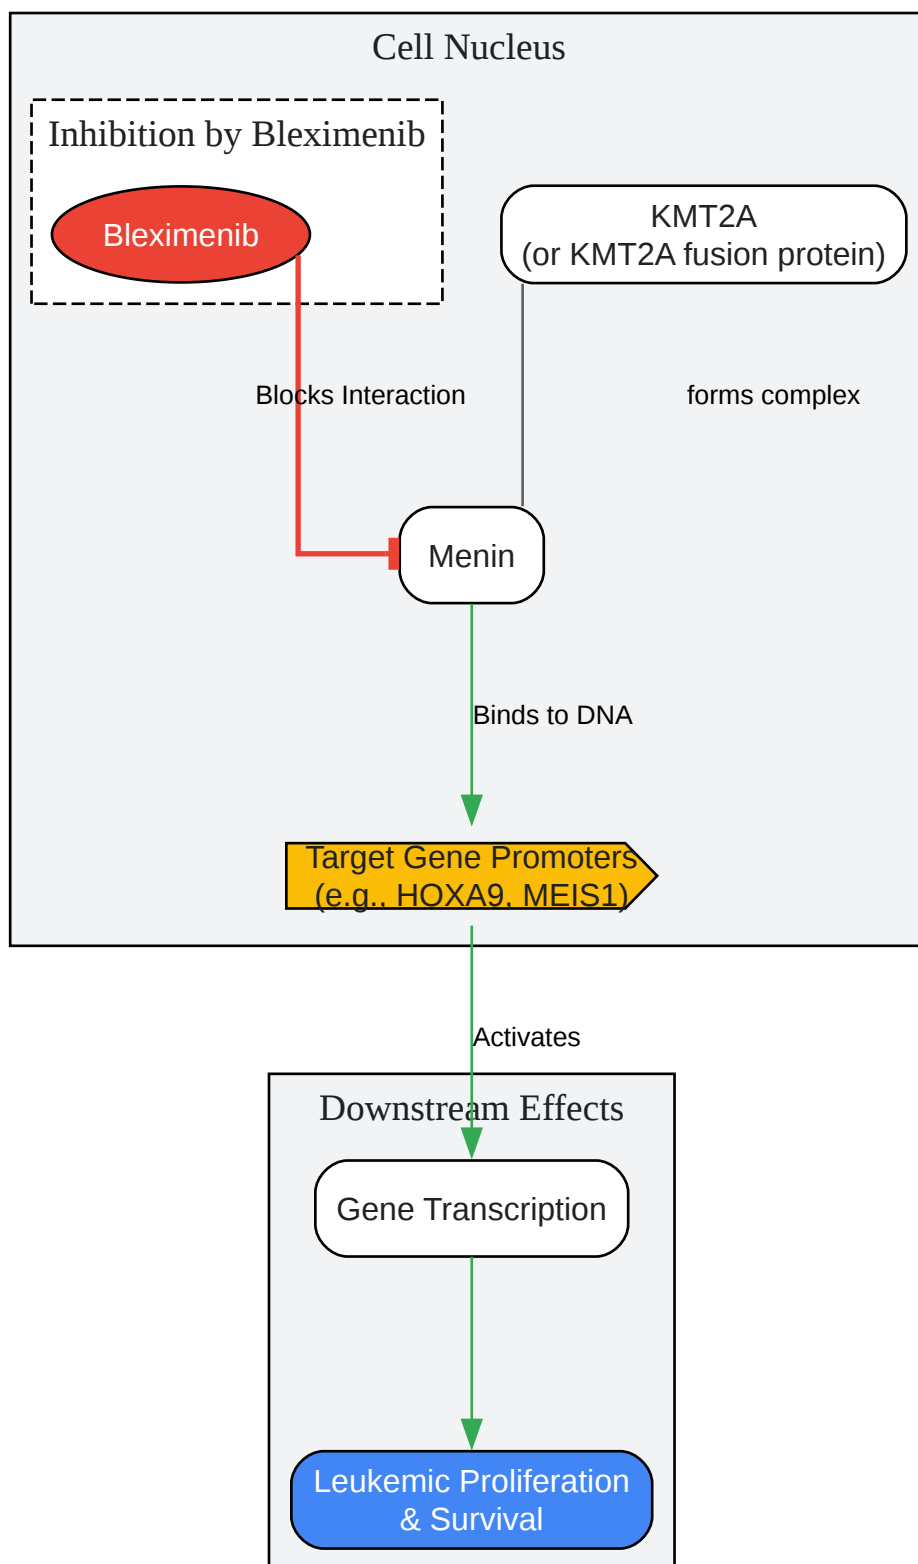 Cell Nucleus
Inhibition by Bleximenib
Bleximenib
KMT2A
(or KMT2A fusion protein)
Blocks Interaction
forms complex
Menin
Binds to DNA
Target Gene Promoters
(e.g., HOXA9, MEIS1)
Activates
Downstream Effects
Gene Transcription
Leukemic Proliferation
& Survival